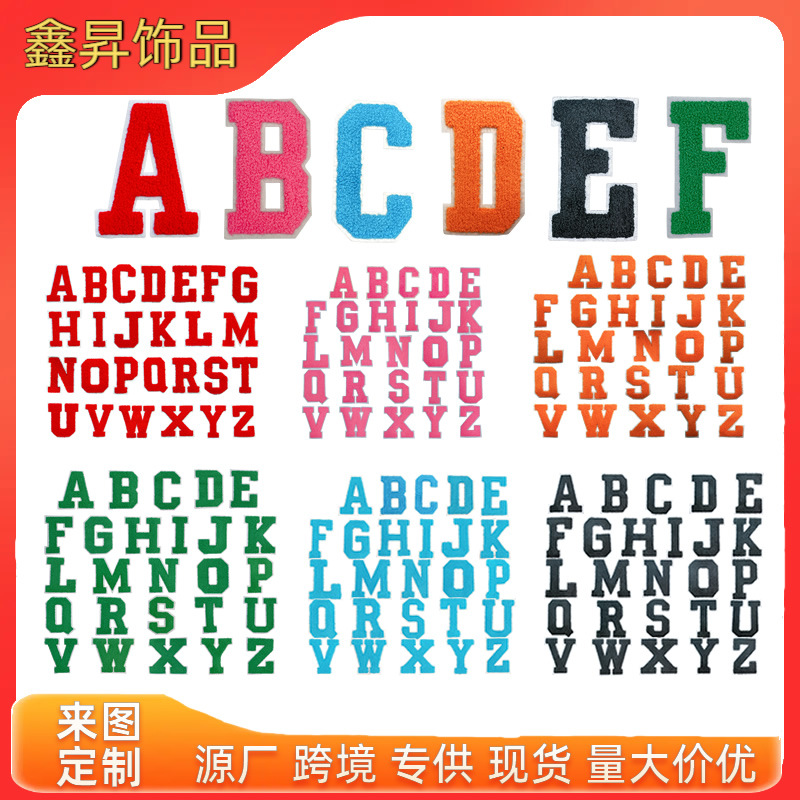 鑫昇饰品
A B C D E F
ABCDEFG
HIJKLM
NOPQRST
UVWXYZ
ABCDE
FGHIJK
LMNOP
QRSTU
VWXYZ
ABCDE
FGHIJK
LMNOP
QRSTU
VWXYZ
ABCDE
FGHIJK
LMNOP
QRSTU
VWXYZ
ABCDE
FGHIJK
LMNOP
QRSTU
VWXYZ
ABCDE
FGHIJK
LMNOP
QRSTU
VWXYZ
来图
定制
源厂 跨境 专供 现货 量大价优